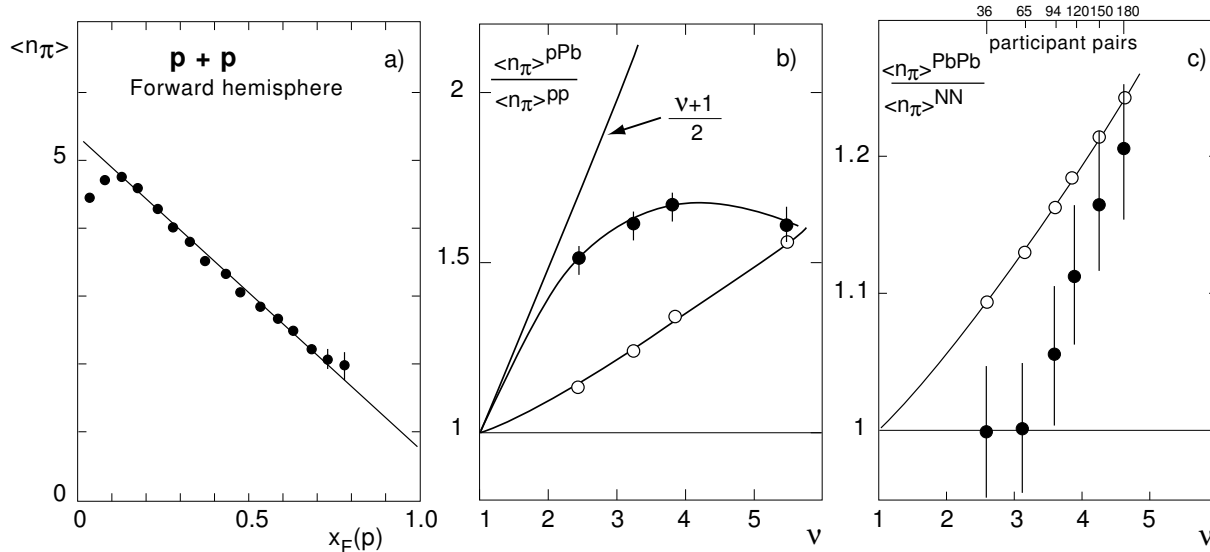 <nπ>
p + p
Forward hemisphere
a)
5
0
0
0.5
1.0
x_F(p)
<nπ>^pPb
<nπ>^pp
b)
ν+1
2
2
1.5
1
1
2
3
4
5
ν
36 65 94 120 150 180
participant pairs
c)
<nπ>^PbPb
<nπ>^NN
1.2
1.1
1
1
2
3
4
5
ν